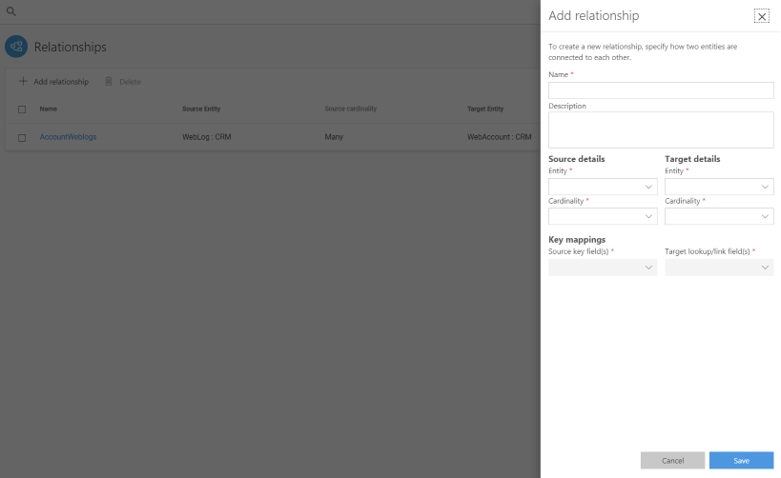 Relationships
Add relationship Delete
Name Source Entity Source cardinality Target Entity
AccountWeblogs WebLog : CRM Many WebAccount : CRM
Add relationship
To create a new relationship, specify how two entities are
connected to each other.
Name *
Description
Source details Target details
Entity * Entity *
Cardinality * Cardinality *
Key mappings
Source key field(s) * Target lookup/link field(s) *
Cancel Save